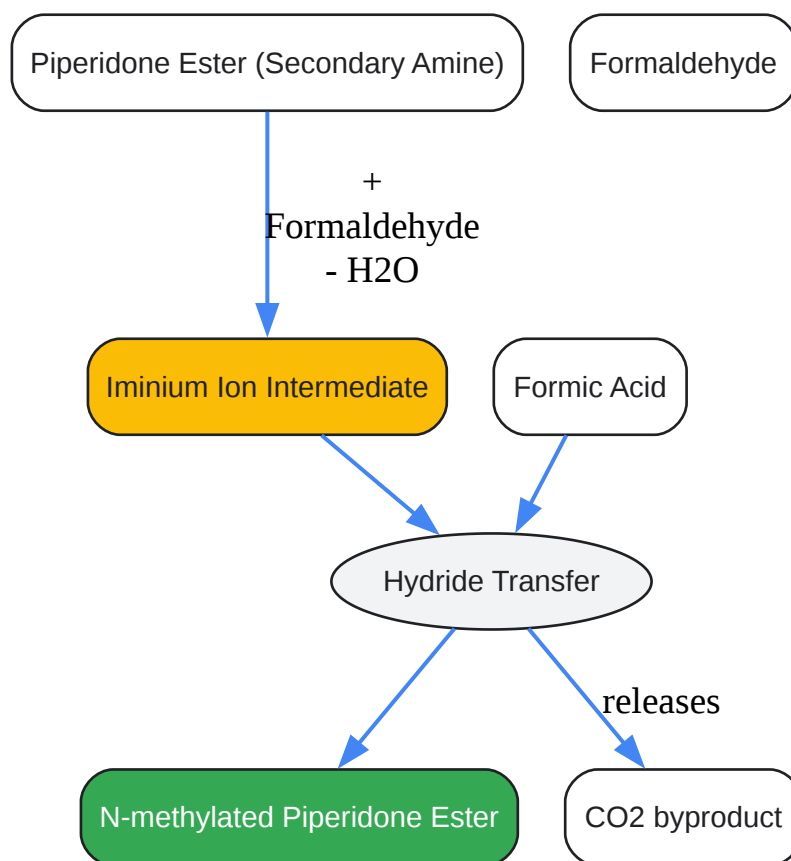 Piperidone Ester (Secondary Amine)
Formaldehyde
+
Formaldehyde
- H2O
Iminium Ion Intermediate
Formic Acid
Hydride Transfer
releases
N-methylated Piperidone Ester
CO2 byproduct